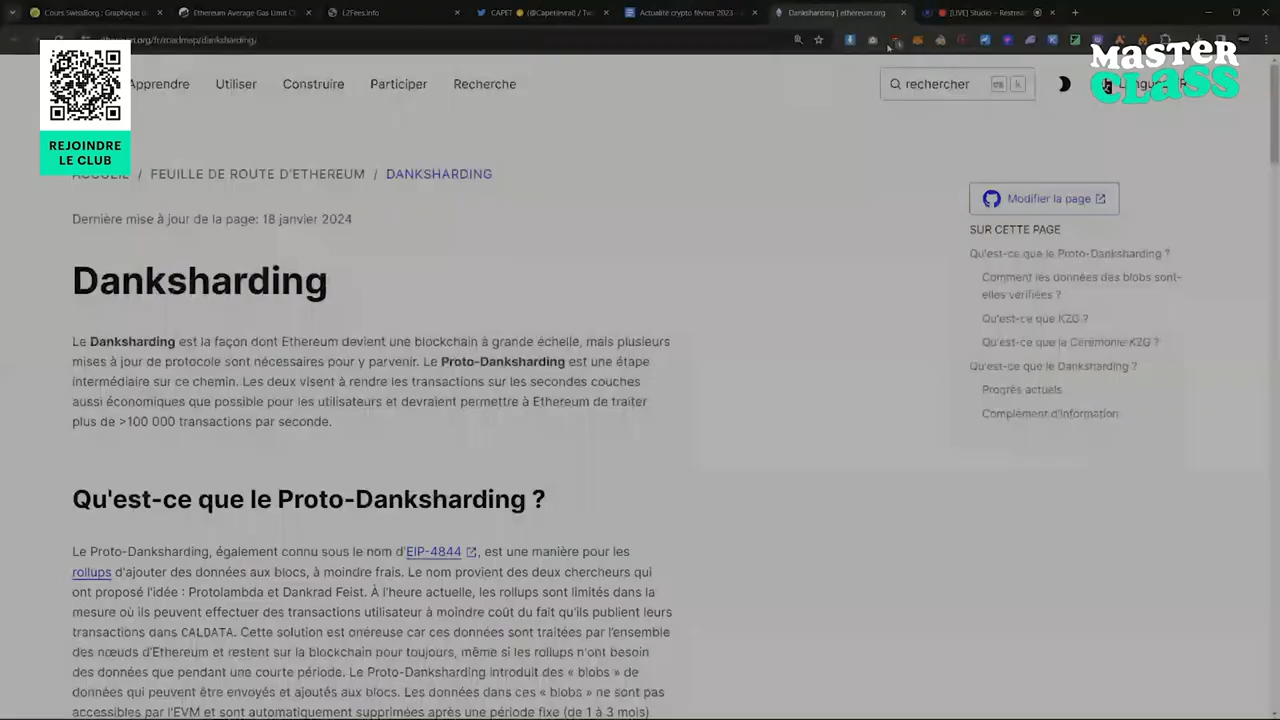 Cours SwissBorg : Graphique d
Ethereum Average Gas Limit C
L2Fees.info
CAPET
Actualité crypto février 2023
Danksharding | ethereum.org
[LIVE] Studio – Restrea
/fr/roadmap/danksharding/
MASTER
CLASS
Apprendre
Utiliser
Construire
Participer
Recherche
rechercher
k
REJOINDRE
LE CLUB
ACCUEIL / FEUILLE DE ROUTE D'ETHEREUM / DANKSHARDING
Dernière mise à jour de la page: 18 janvier 2024
Modifier la page
SUR CETTE PAGE
Qu'est-ce que le Proto-Danksharding ?
Comment les données des blobs sont-
elles vérifiées ?
Qu'est-ce que KZG ?
Qu'est-ce que la Cérémonie KZG ?
Qu'est-ce que le Danksharding ?
Progrès actuels
Complément d'information
Danksharding
Le Danksharding est la façon dont Ethereum devient une blockchain à grande échelle, mais plusieurs
mises à jour de protocole sont nécessaires pour y parvenir. Le Proto-Danksharding est une étape
intermédiaire sur ce chemin. Les deux visent à rendre les transactions sur les secondes couches
aussi économiques que possible pour les utilisateurs et devraient permettre à Ethereum de traiter
plus de >100 000 transactions par seconde.
Qu'est-ce que le Proto-Danksharding ?
Le Proto-Danksharding, également connu sous le nom d'EIP-4844, est une manière pour les
rollups d'ajouter des données aux blocs, à moindre frais. Le nom provient des deux chercheurs qui
ont proposé l'idée : Protolambda et Dankrad Feist. À l'heure actuelle, les rollups sont limités dans la
mesure où ils peuvent effectuer des transactions utilisateur à moindre coût du fait qu'ils publient leurs
transactions dans CALDATA. Cette solution est onéreuse car ces données sont traitées par l'ensemble
des nœuds d'Ethereum et restent sur la blockchain pour toujours, même si les rollups n'ont besoin
des données que pendant une courte période. Le Proto-Danksharding introduit des « blobs » de
données qui peuvent être envoyés et ajoutés aux blocs. Les données dans ces « blobs » ne sont pas
accessibles par l'EVM et sont automatiquement supprimées après une période fixe (de 1 à 3 mois).